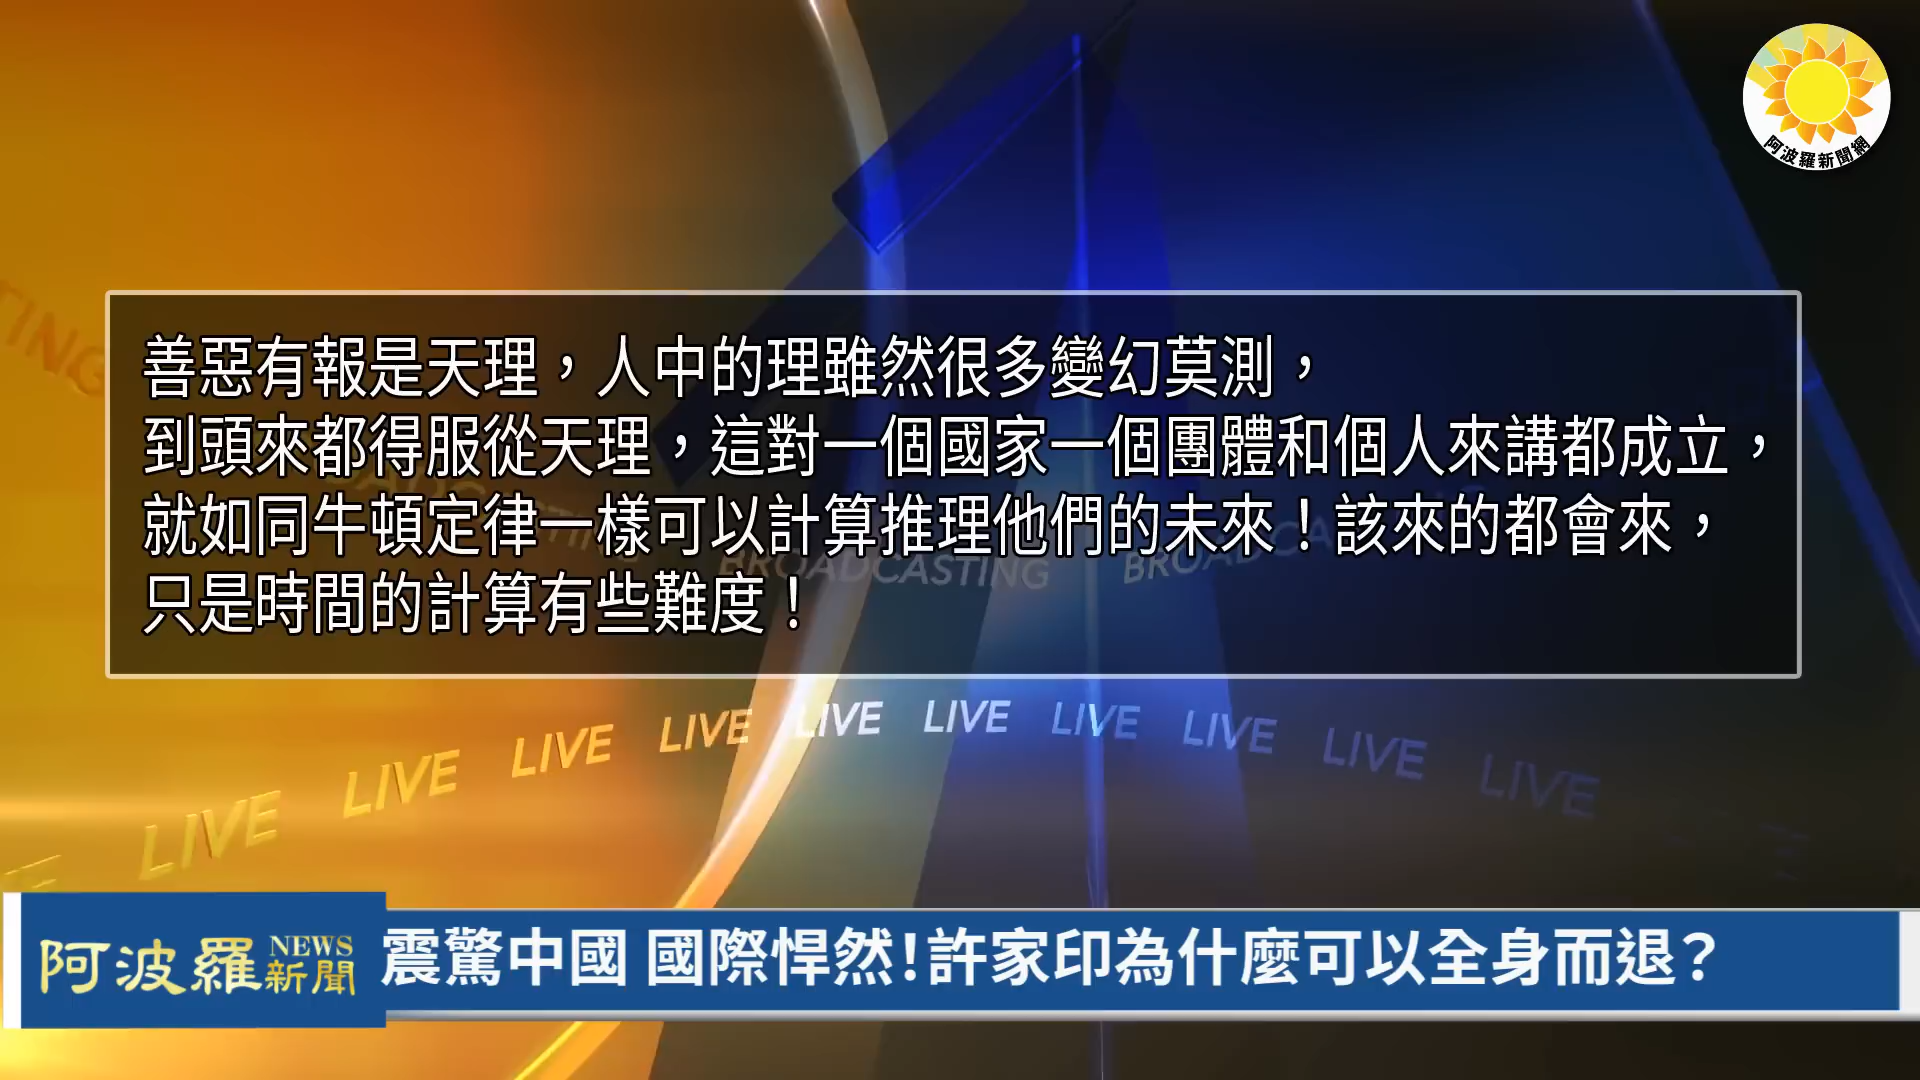 阿波羅新聞網
善惡有報是天理，人中的理雖然很多變幻莫測，
到頭來都得服從天理，這對一個國家一個團體和個人來講都成立，
就如同牛頓定律一樣可以計算推理他們的未來！該來的都會來，
只是時間的計算有些難度！
TING
BROADCASTING
LIVE LIVE LIVE LIVE LIVE LIVE LIVE LIVE LIVE LIVE
阿波羅 NEWS 新聞
震驚中國 國際悍然！許家印為什麼可以全身而退？